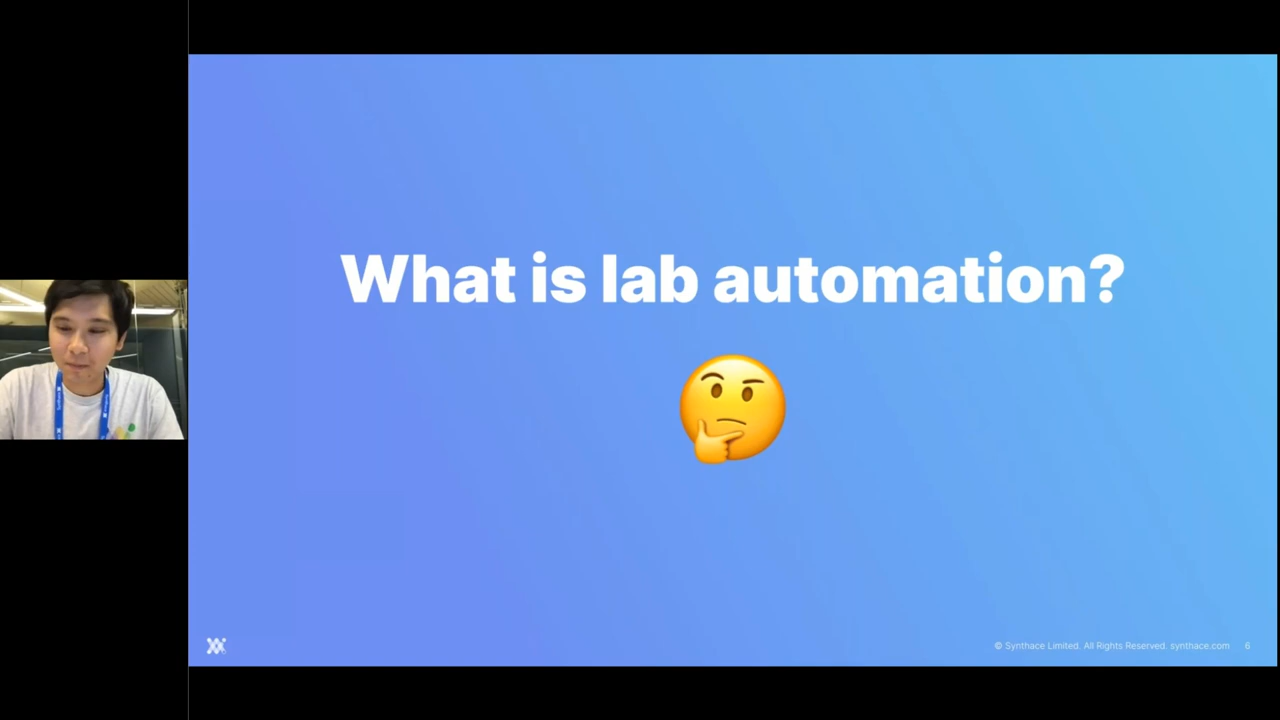 What is lab automation?
© Synthace Limited. All Rights Reserved. synthace.com 6